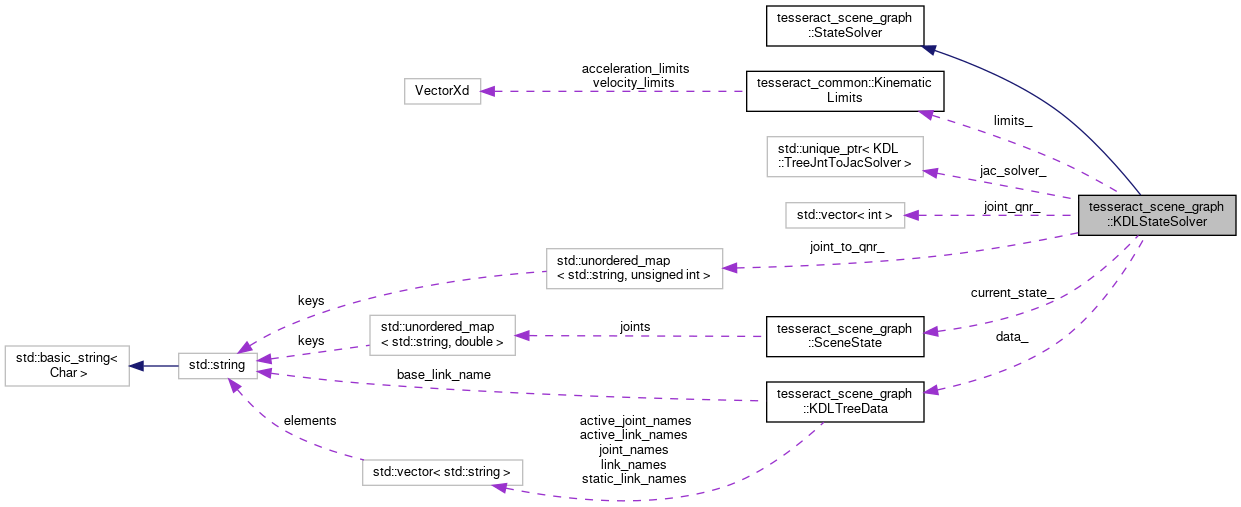 tesseract_scene_graph
::StateSolver
acceleration_limits
velocity_limits
VectorXd
tesseract_common::Kinematic
Limits
limits_
std::unique_ptr< KDL
::TreeJntToJacSolver >
jac_solver_
tesseract_scene_graph
::KDLStateSolver
std::vector< int >
joint_qnr_
joint_to_qnr_
std::unordered_map
< std::string, unsigned int >
keys
current_state_
std::unordered_map
< std::string, double >
keys
joints
tesseract_scene_graph
::SceneState
data_
std::basic_string<
Char >
std::string
base_link_name
tesseract_scene_graph
::KDLTreeData
elements
active_joint_names
active_link_names
joint_names
link_names
static_link_names
std::vector< std::string >